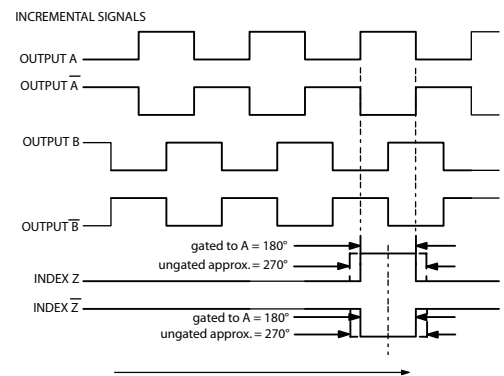 INCREMENTAL SIGNALS
OUTPUT A
OUTPUT A̅
OUTPUT B
OUTPUT B̅
gated to A = 180°
ungated approx. = 270°
INDEX Z
INDEX Z̅
gated to A = 180°
ungated approx. = 270°